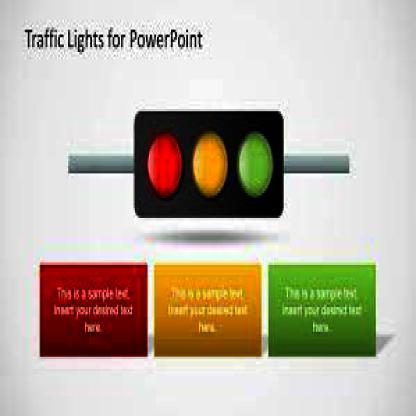 Traffic Lights for PowerPoint
This is a sample text.
Insert your desired text
here.
This is a sample text.
Insert your desired text
here.
This is a sample text.
Insert your desired text
here.